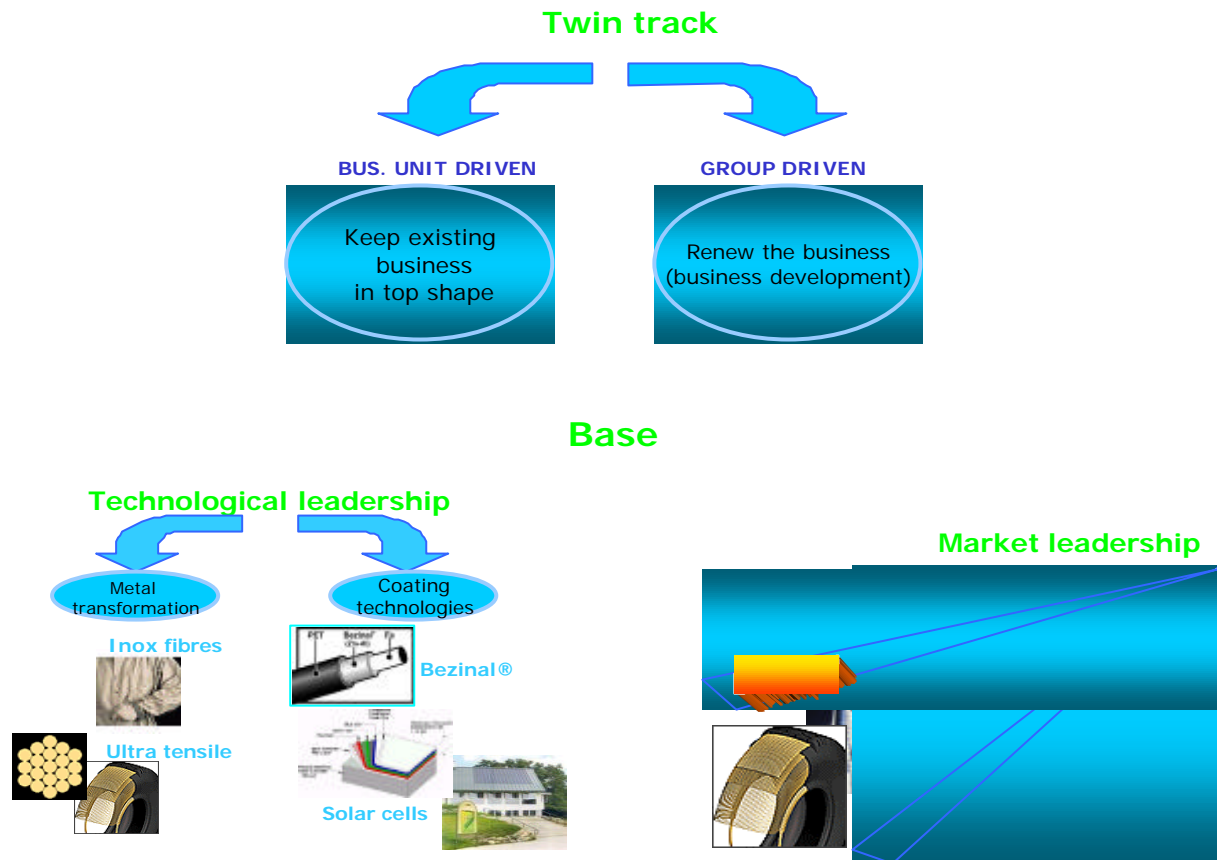 Twin track
BUS. UNIT DRIVEN
GROUP DRIVEN
Keep existing
business
in top shape
Renew the business
(business development)
Base
Technological leadership
Market leadership
Metal
transformation
Coating
technologies
Inox fibres
PET
Bezinal®
Ultra tensile
Solar cells